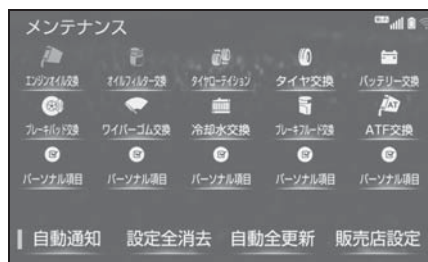 メンテナンス
エンジンオイル交換 オイルフィルター交換 タイヤローテイション タイヤ交換 バッテリー交換
ブレーキパッド交換 ワイパーゴム交換 冷却水交換 ブレーキフルード交換 ATF交換
パーソナル項目 パーソナル項目 パーソナル項目 パーソナル項目 パーソナル項目
自動通知 設定全消去 自動全更新 販売店設定